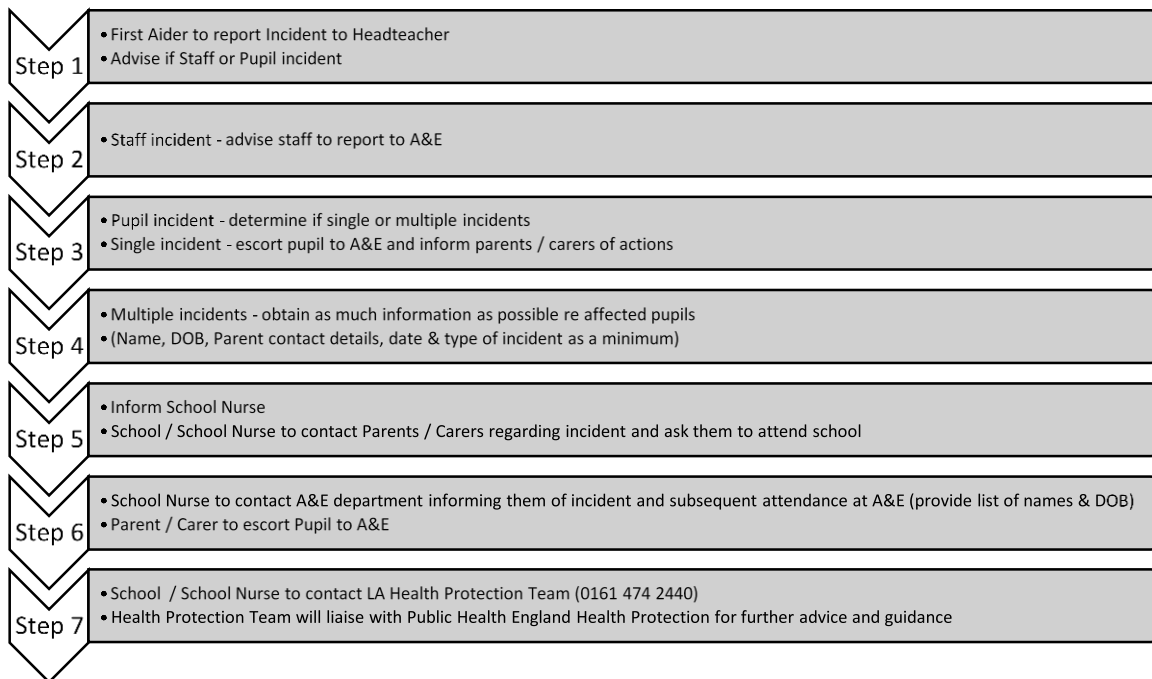 Step 1
• First Aider to report Incident to Headteacher
• Advise if Staff or Pupil incident
Step 2
• Staff incident - advise staff to report to A&E
Step 3
• Pupil incident - determine if single or multiple incidents
• Single incident - escort pupil to A&E and inform parents / carers of actions
Step 4
• Multiple incidents - obtain as much information as possible re affected pupils
• (Name, DOB, Parent contact details, date & type of incident as a minimum)
Step 5
• Inform School Nurse
• School / School Nurse to contact Parents / Carers regarding incident and ask them to attend school
Step 6
• School Nurse to contact A&E department informing them of incident and subsequent attendance at A&E (provide list of names & DOB)
• Parent / Carer to escort Pupil to A&E
Step 7
• School / School Nurse to contact LA Health Protection Team (0161 474 2440)
• Health Protection Team will liaise with Public Health England Health Protection for further advice and guidance